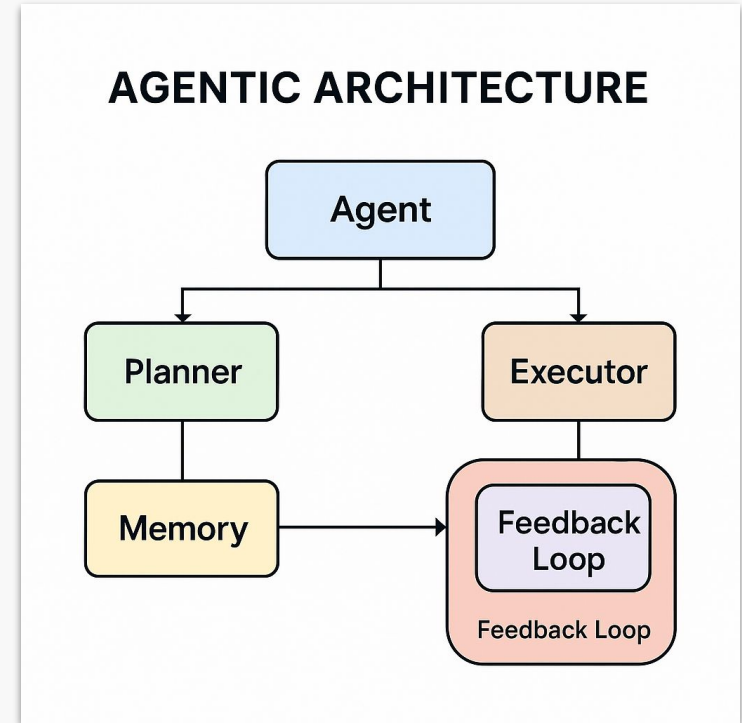 AGENTIC ARCHITECTURE
Agent
Planner
Executor
Memory
Feedback
Loop
Feedback Loop